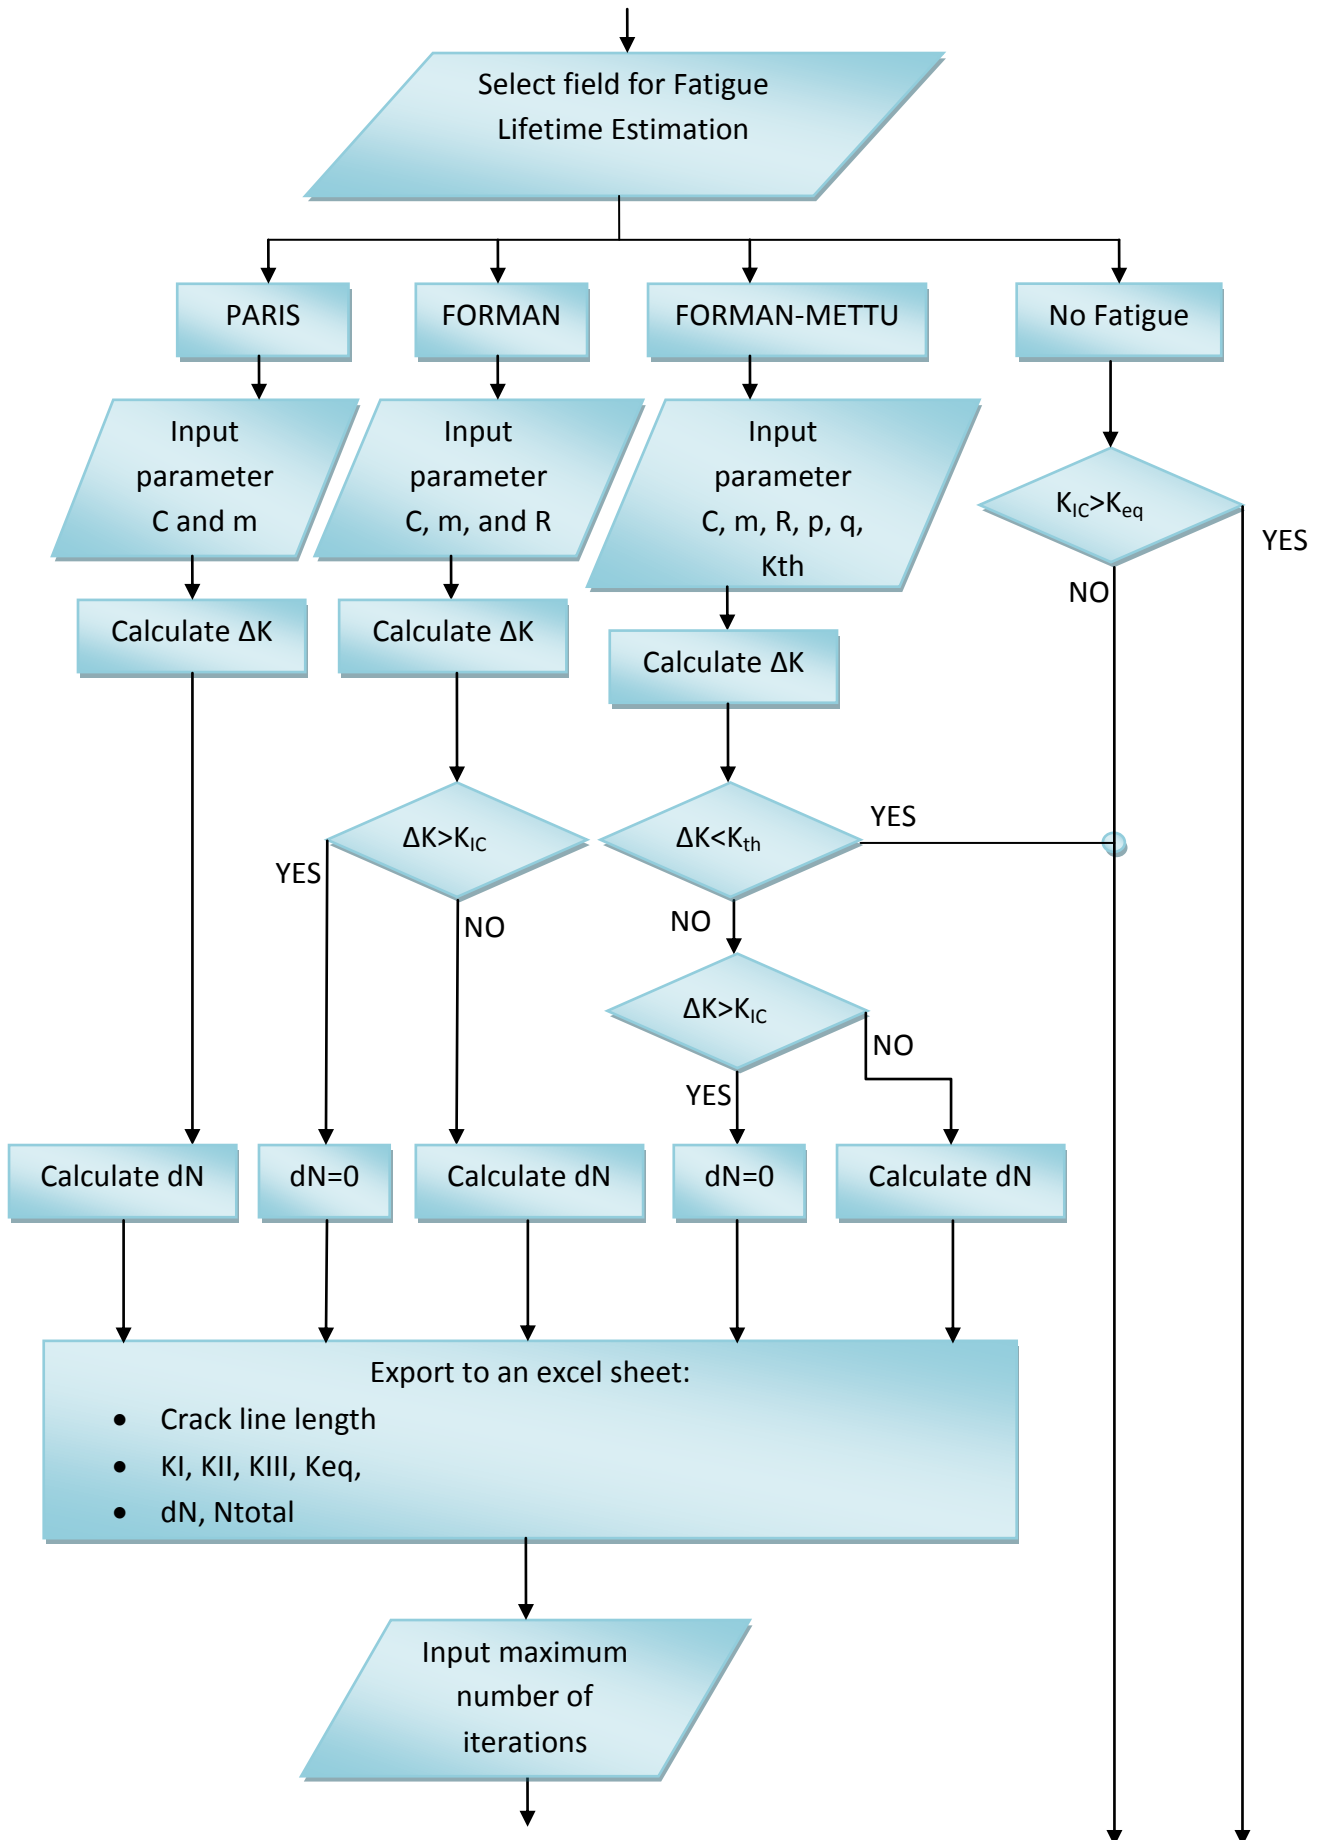 Select field for Fatigue
Lifetime Estimation
PARIS
FORMAN
FORMAN-METTU
No Fatigue
Input
parameter
C and m
Input
parameter
C, m, and R
Input
parameter
C, m, R, p, q,
Kth
KIC>Keq
YES
NO
Calculate ΔK
Calculate ΔK
Calculate ΔK
ΔK>KIC
YES
NO
ΔK<Kth
YES
NO
ΔK>KIC
NO
YES
Calculate dN
dN=0
Calculate dN
dN=0
Calculate dN
Export to an excel sheet:
• Crack line length
• KI, KII, KIII, Keq,
• dN, Ntotal
Input maximum
number of
iterations